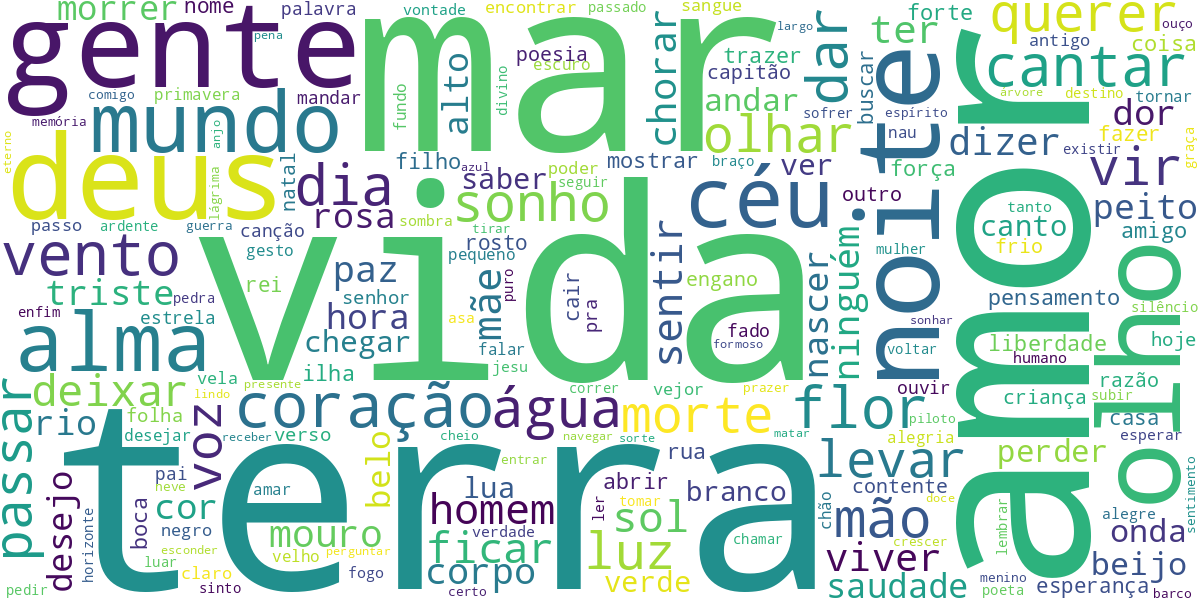 morrer
nome
palavra
vontade
encontrar
passado
sangue
querer
ouço
gente
mar
pena
poesia
escuro
largo
trazer
capitão
chorar
dar
ter
forte
antigo
coisa
cantar
comigo
primavera
mandar
fundo
alto
divino
andar
sofrer
buscar
espírito
árvore
destino
tornar
memória
mundo
anjo
olhar
nau
dizer
existir
dor
fazer
graça
eterno
deus
lágrima
natal
dia
filho
azul
saber
mostrar
poder
seguir
braço
ver
céu
noite
força
outro
vir
passo
ardente
guerra
canção
rosa
sombra
sonho
tirar
tanto
canto
frio
peito
amigo
vento
gesto
rei
paz
rosto
pequeno
mãe
puro
cair
pra
sentir
engano
fado
formoso
nascer
ninguém
mulher
amor
olho
silêncio
triste
pedra
enfim
estrela
hora
senhor
asa
vida
pensamento
sonhar
barco
alma
chegar
falar
jesu
voltar
liberdade
humano
hoje
passar
deixar
vela
presente
lindo
ilha
correr
vejor
prazer
ouvir
criança
razão
subir
casa
rio
folha
desejar
voz
receber
verso
coração
cheio
água
navegar
sorte
morte
matar
flor
piloto
alegria
perder
esperar
desejo
horizonte
boca
pai
neve
cor
negro
amar
belo
lua
entrar
abrir
rua
branco
levar
contente
doce
sentimento
terra
esconder
luar
mouro
velho
perguntar
homem
verdade
ficar
ler
tomar
sol
chamar
chão
mão
crescer
lembrar
alegre
onda
pedir
claro
sinto
fogo
corpo
certo
luz
verde
viver
saudade
menino
poeta
esperança
beijo